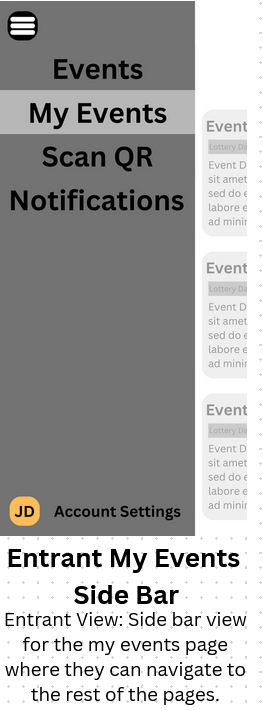 Events
My Events
Scan QR
Notifications
JD
Account Settings
Event
Lottery Da
Event D
sit amet
sed do e
labore e
ad minir
Event
Lottery Da
Event D
sit amet
sed do e
labore e
ad minir
Event
Lottery Da
Event D
sit amet
sed do e
labore e
ad minir
Entrant My Events
Side Bar
Entrant View: Side bar view
for the my events page
where they can navigate to
the rest of the pages.